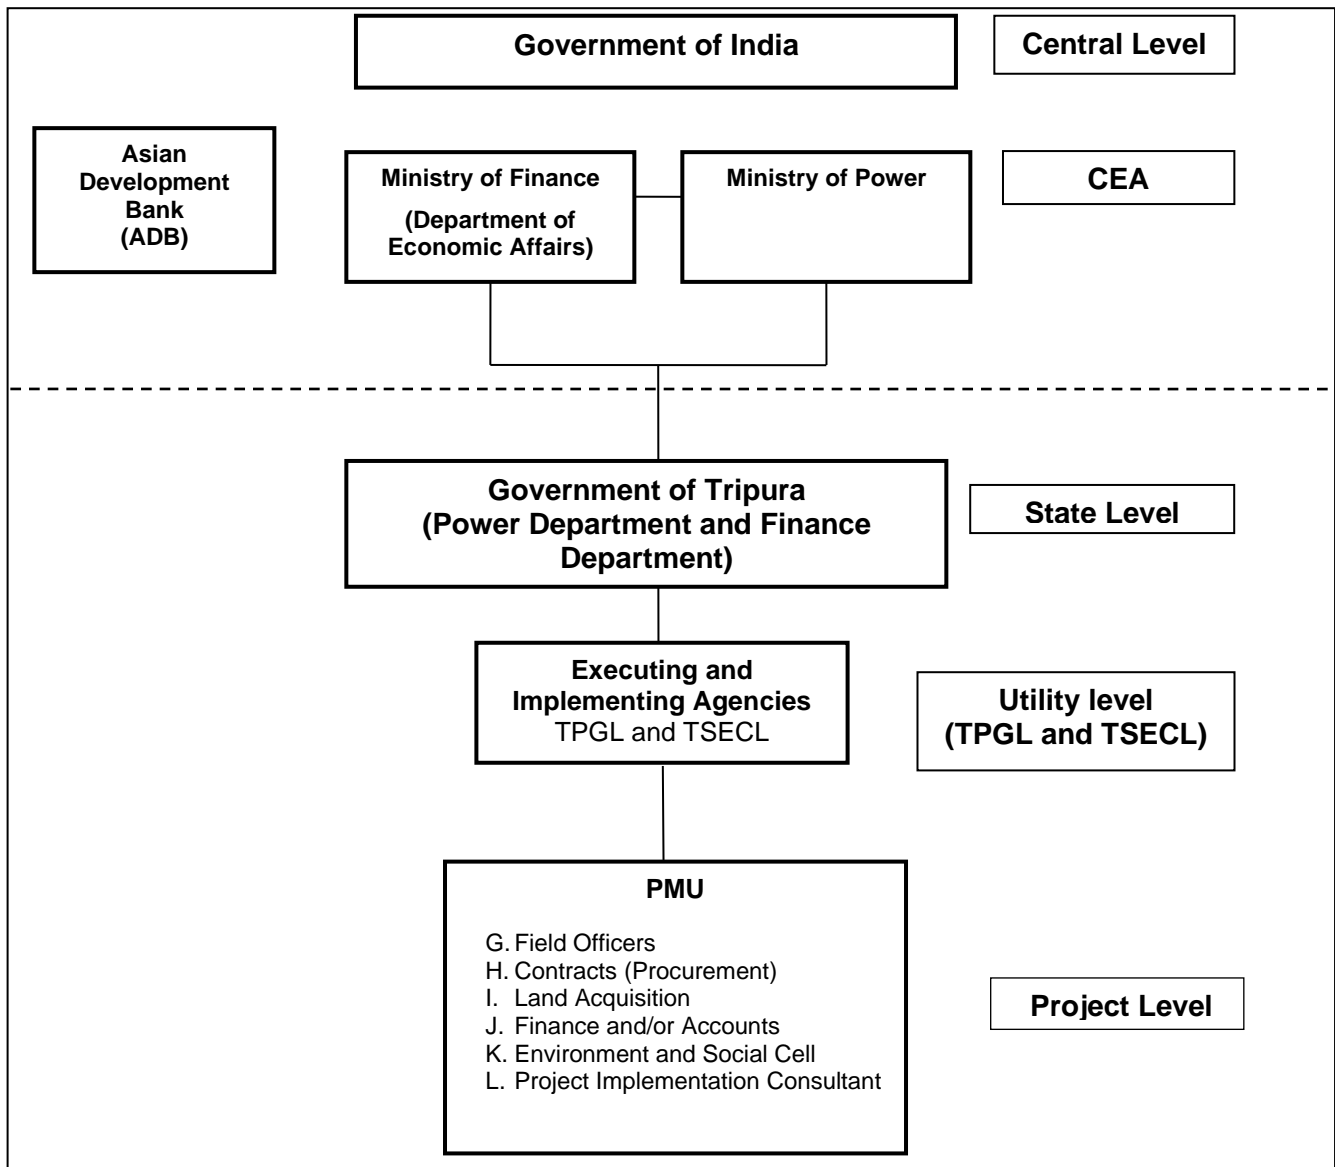 Government of India
Central Level
Asian
Development
Bank
(ADB)
Ministry of Finance
(Department of
Economic Affairs)
Ministry of Power
CEA
Government of Tripura
(Power Department and Finance
Department)
State Level
Executing and
Implementing Agencies
TPGL and TSECL
Utility level
(TPGL and TSECL)
PMU
G. Field Officers
H. Contracts (Procurement)
I. Land Acquisition
J. Finance and/or Accounts
K. Environment and Social Cell
L. Project Implementation Consultant
Project Level